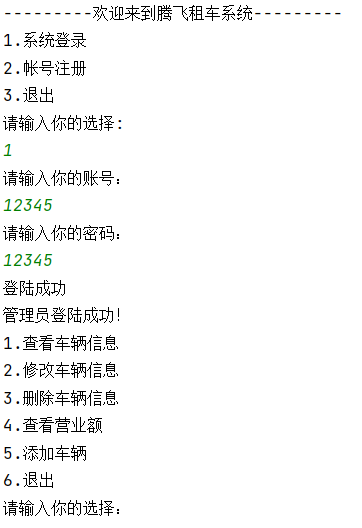 ---------欢迎来到腾飞租车系统---------
1.系统登录
2.帐号注册
3.退出
请输入你的选择:
1
请输入你的账号:
12345
请输入你的密码:
12345
登陆成功
管理员登陆成功!
1.查看车辆信息
2.修改车辆信息
3.删除车辆信息
4.查看营业额
5.添加车辆
6.退出
请输入你的选择: